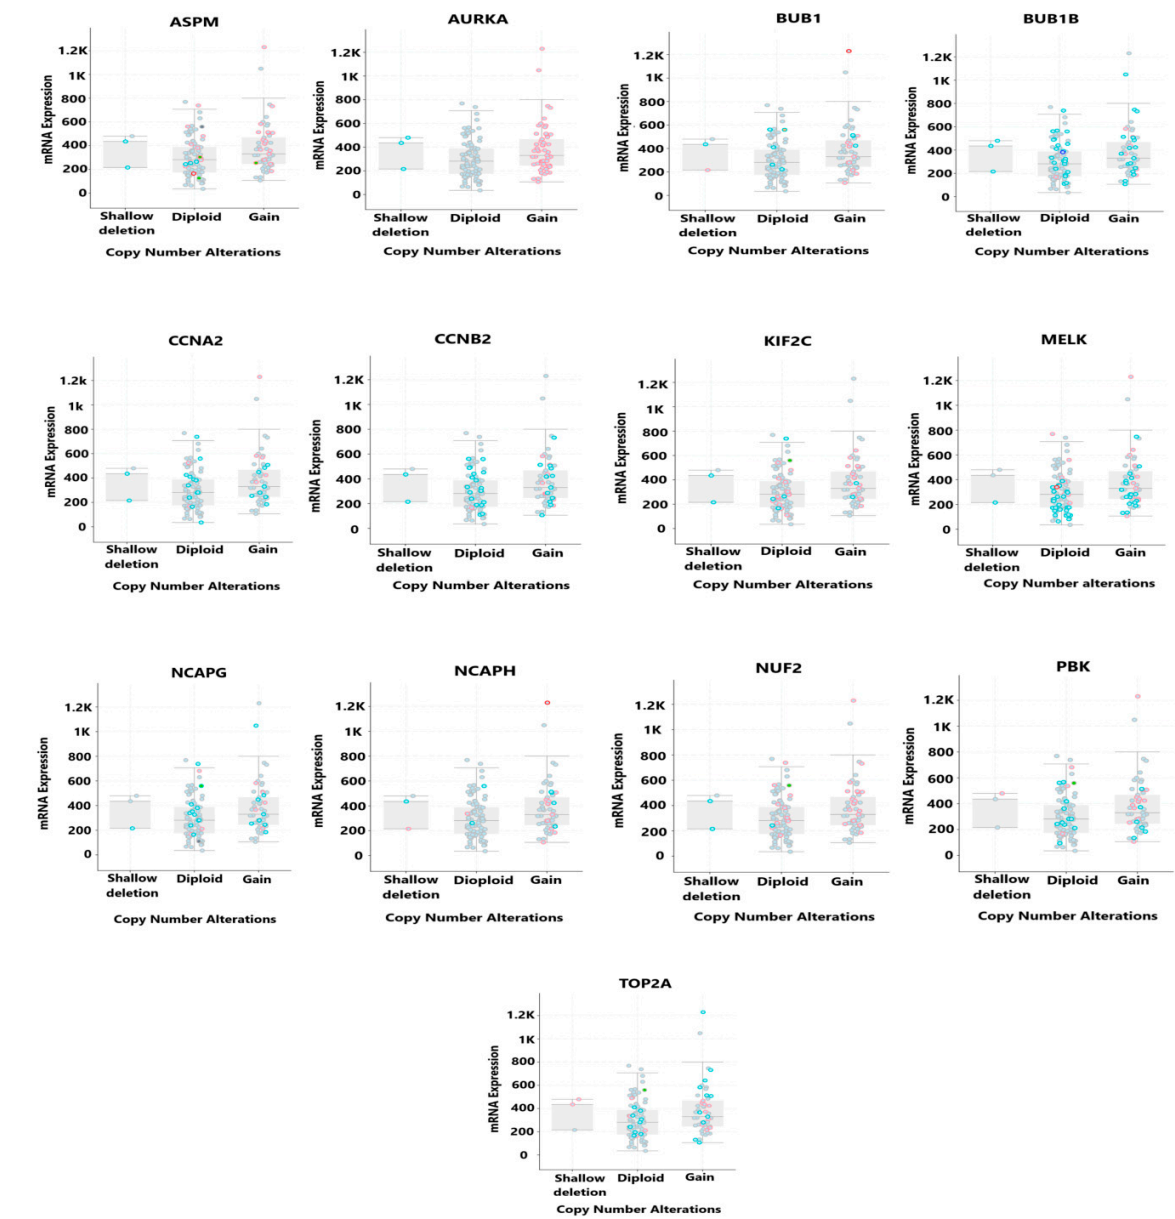 ASPM
mRNA Expression
1.2K
1K
800
600
400
200
0
Shallow deletion
Diploid
Gain
Copy Number Alterations
AURKA
mRNA Expression
1.2K
1K
800
600
400
200
0
Shallow deletion
Diploid
Gain
Copy Number Alterations
BUB1
mRNA Expression
1.2K
1K
800
600
400
200
0
Shallow deletion
Diploid
Gain
Copy Number Alterations
BUB1B
mRNA Expression
1.2K
1K
800
600
400
200
0
Shallow deletion
Diploid
Gain
Copy Number Alterations
CCNA2
mRNA Expression
1.2k
1K
800
600
400
200
0
Shallow deletion
Diploid
Gain
Copy Number Alterations
CCNB2
mRNA Expression
1.2K
1K
800
600
400
200
0
Shallow deletion
Diploid
Gain
Copy Number Alterations
KIF2C
mRNA Expression
1.2K
1K
800
600
400
200
0
Shallow deletion
Diploid
Gain
Copy Number Alterations
MELK
mRNA Expression
1.2K
1K
800
600
400
200
0
Shallow deletion
Diploid
Gain
Copy Number alterations
NCAPG
mRNA Expression
1.2K
1K
800
600
400
200
0
Shallow deletion
Diploid
Gain
Copy Number Alterations
NCAPH
mRNA Expression
1.2K
1K
800
600
400
200
0
Shallow deletion
Dioploid
Gain
Copy Number Alterations
NUF2
mRNA Expression
1.2K
1K
800
600
400
200
0
Shallow deletion
Diploid
Gain
Copy Number Alterations
PBK
mRNA Expression
1.2K
1K
800
600
400
200
0
Shallow deletion
Diploid
Gain
Copy Number Alterations
TOP2A
mRNA Expression
1.2K
1K
800
600
400
200
0
Shallow deletion
Diploid
Gain
Copy Number Alterations